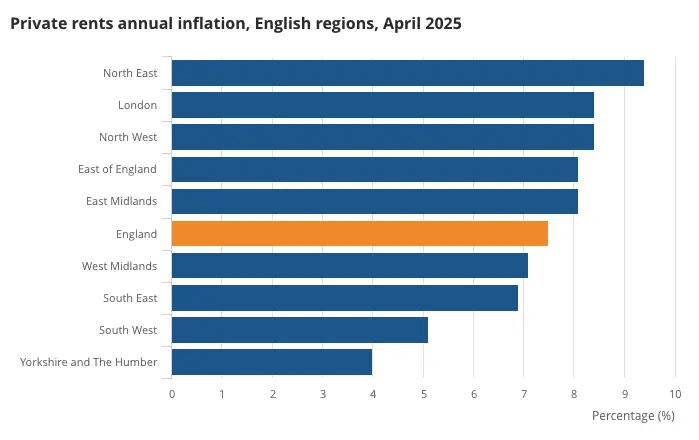 Private rents annual inflation, English regions, April 2025
North East
London
North West
East of England
East Midlands
England
West Midlands
South East
South West
Yorkshire and The Humber
0 1 2 3 4 5 6 7 8 9 10
Percentage (%)